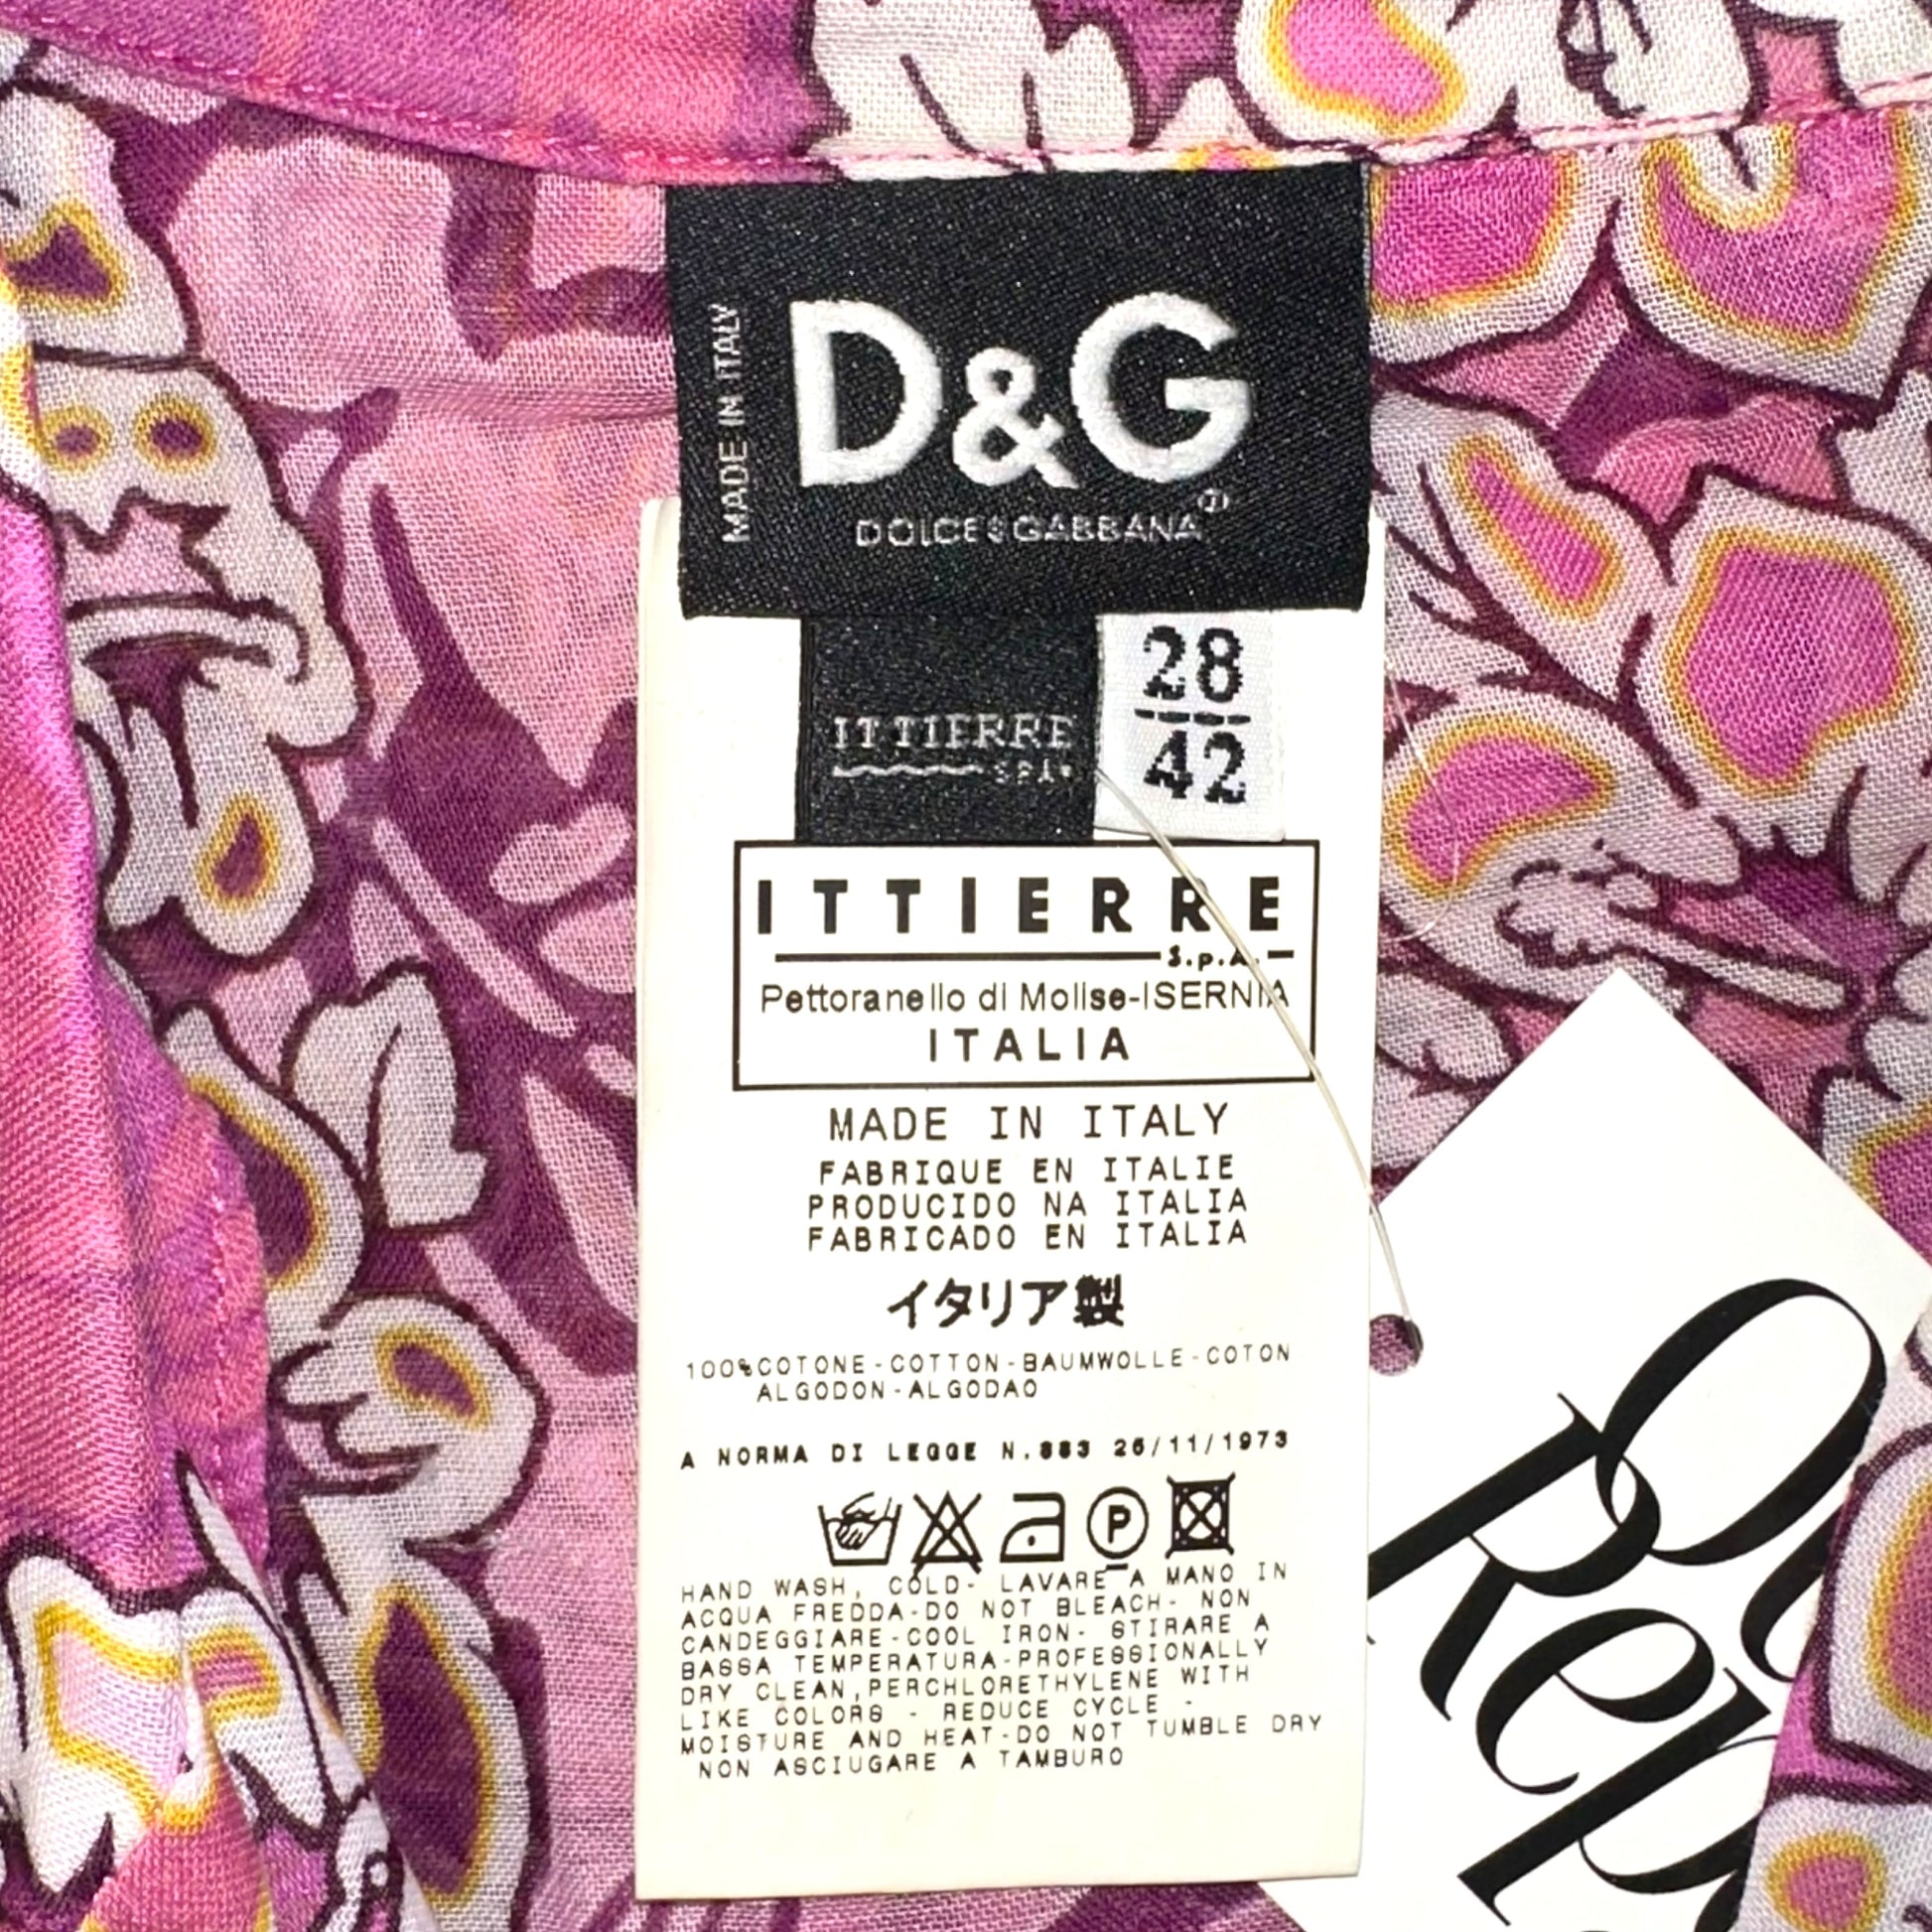 MADE IN ITALY
D&G
DOLCE & GABBANA
ITTIERRE
SPA
28
42
ITTIERRE
S.p.A.
Pettoranello di Molise-ISERNIA
ITALIA
MADE IN ITALY
FABRIQUE EN ITALIE
PRODUCIDO NA ITALIA
FABRICADO EN ITALIA
イタリア製
100%COTONE-COTTON-BAUMWOLLE-COTON
ALGODON-ALGODAO
A NORMA DI LEGGE N.883 26/11/1973
P
HAND WASH, COLD- LAVARE A MANO IN
ACQUA FREDDA-DO NOT BLEACH- NON
CANDEGGIARE-COOL IRON- STIRARE A
BASSA TEMPERATURA-PROFESSIONALLY
DRY CLEAN,PERCHLORETHYLENE WITH
LIKE COLORS - REDUCE CYCLE -
MOISTURE AND HEAT-DO NOT TUMBLE DRY
NON ASCIUGARE A TAMBURO